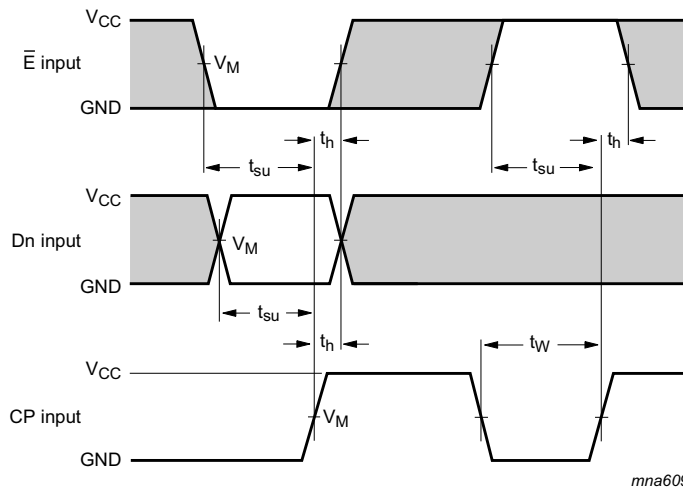 VCC
E̅ input
VM
GND
th
th
tsu
tsu
VCC
Dn input
VM
GND
tsu
th
tW
VCC
CP input
VM
GND
mna609